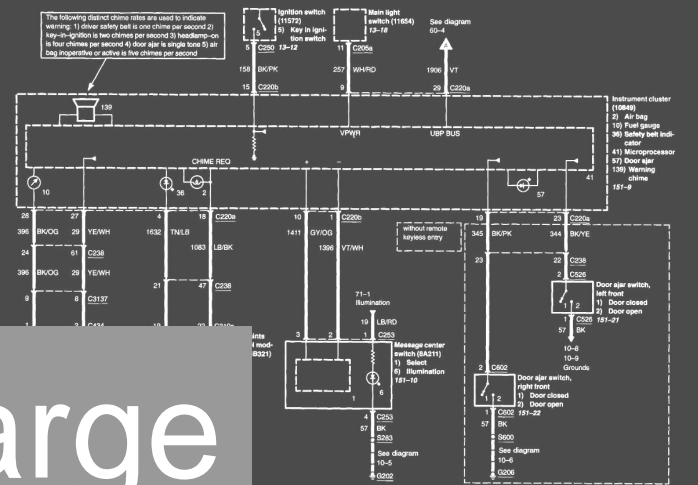 The following distinct chime rates are used to indicate
warning: 1) driver safety belt is one chime per second 2)
key-in-ignition is two chimes per second 3) headlamp-on
is four chimes per second 4) door ajar is single tone 5) air
bag inoperative or active is five chimes per second
Ignition switch
(11572)
5) Key in igni-
tion switch
13-12
Main light
switch (11654)
13-18
See diagram
60-4
A
5
5 C250
11 C205a
158 BK/PK
257 WH/RD
1906 VT
15 C220b
9
29 C220a
Instrument cluster
(10849)
2) Air bag
10) Fuel gauge
36) Safety belt indi-
cator
41) Microprocessor
57) Door ajar
139) Warning
chime
151-9
139
VPWR
UBP BUS
CHIME REQ
+
-
10
36
2
57
41
26
27
4
18 C220a
10
1 C220b
19
23 C220a
396 BK/OG
29 YE/WH
1632 TN/LB
1083 LB/BK
1411 GY/OG
1396 VT/WH
without remote
keyless entry
345 BK/PK
344 BK/YE
24
61 C238
23
22 C238
396 BK/OG
29 YE/WH
21
47 C238
2 C526
9
8 C3137
71-1
Illumination
19 LB/RD
Door ajar switch,
left front
1) Door closed
2) Door open
151-21
1 2
1 C526
57 BK
10-8
10-9
Grounds
3
2
1 C253
Message center
switch (8A211)
1) Select
6) Illumination
151-10
6
1
2 C602
Door ajar switch,
right front
1) Door closed
2) Door open
151-22
1 2
4 C253
57 BK
S283
See diagram
10-5
G202
1 C602
57 BK
S600
See diagram
10-6
G206
arge